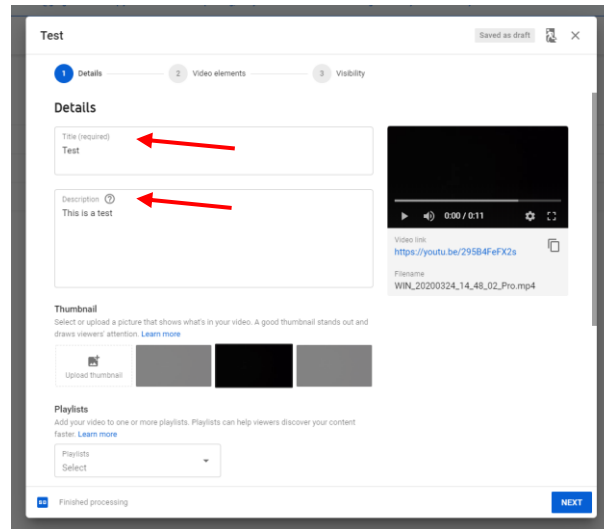 Test
Saved as draft
1 Details
2 Video elements
3 Visibility
Details
Title (required)
Test
Description
This is a test
0:00 / 0:11
Video link
https://youtu.be/295B4FeFX2s
Filename
WIN_20200324_14_48_02_Pro.mp4
Thumbnail
Select or upload a picture that shows what's in your video. A good thumbnail stands out and
draws viewers' attention. Learn more
Upload thumbnail
Playlists
Add your video to one or more playlists. Playlists can help viewers discover your content
faster. Learn more
Playlists
Select
Finished processing
NEXT